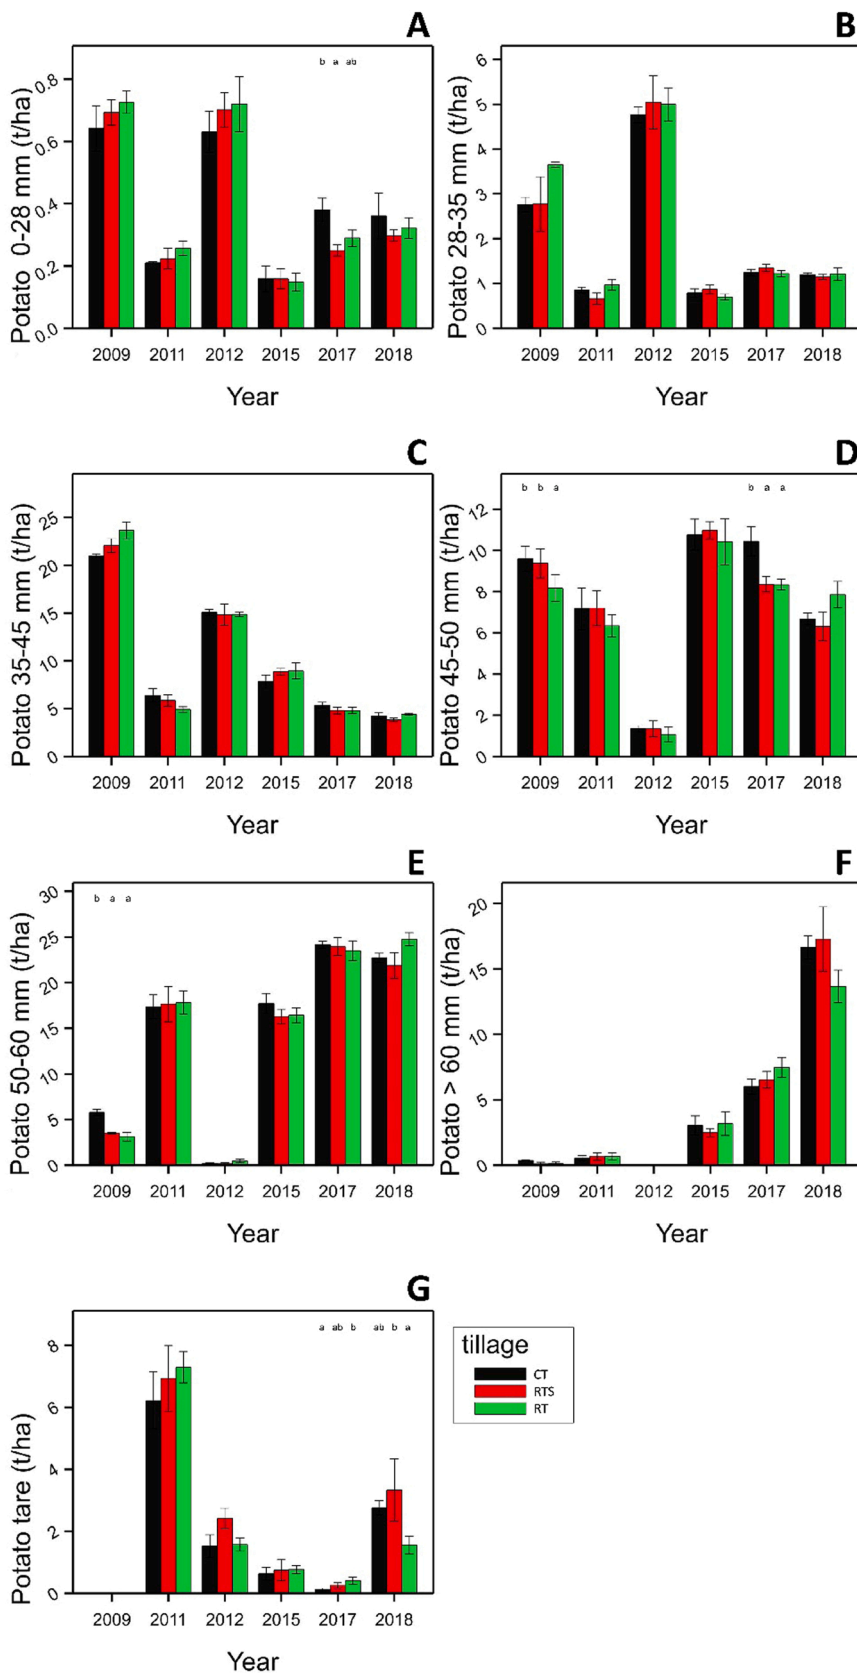 A
Potato 0-28 mm (t/ha)
0.8
0.6
0.4
0.2
0.0
b a ab
2009 2011 2012 2015 2017 2018
Year
B
Potato 28-35 mm (t/ha)
6
5
4
3
2
1
0
2009 2011 2012 2015 2017 2018
Year
C
Potato 35-45 mm (t/ha)
25
20
15
10
5
0
2009 2011 2012 2015 2017 2018
Year
D
Potato 45-50 mm (t/ha)
12
10
8
6
4
2
0
b b a b a a
2009 2011 2012 2015 2017 2018
Year
E
Potato 50-60 mm (t/ha)
30
25
20
15
10
5
0
b a a
2009 2011 2012 2015 2017 2018
Year
F
Potato > 60 mm (t/ha)
20
15
10
5
0
2009 2011 2012 2015 2017 2018
Year
G
Potato tare (t/ha)
8
6
4
2
0
a ab b ab b a
2009 2011 2012 2015 2017 2018
Year
tillage
CT
RTS
RT